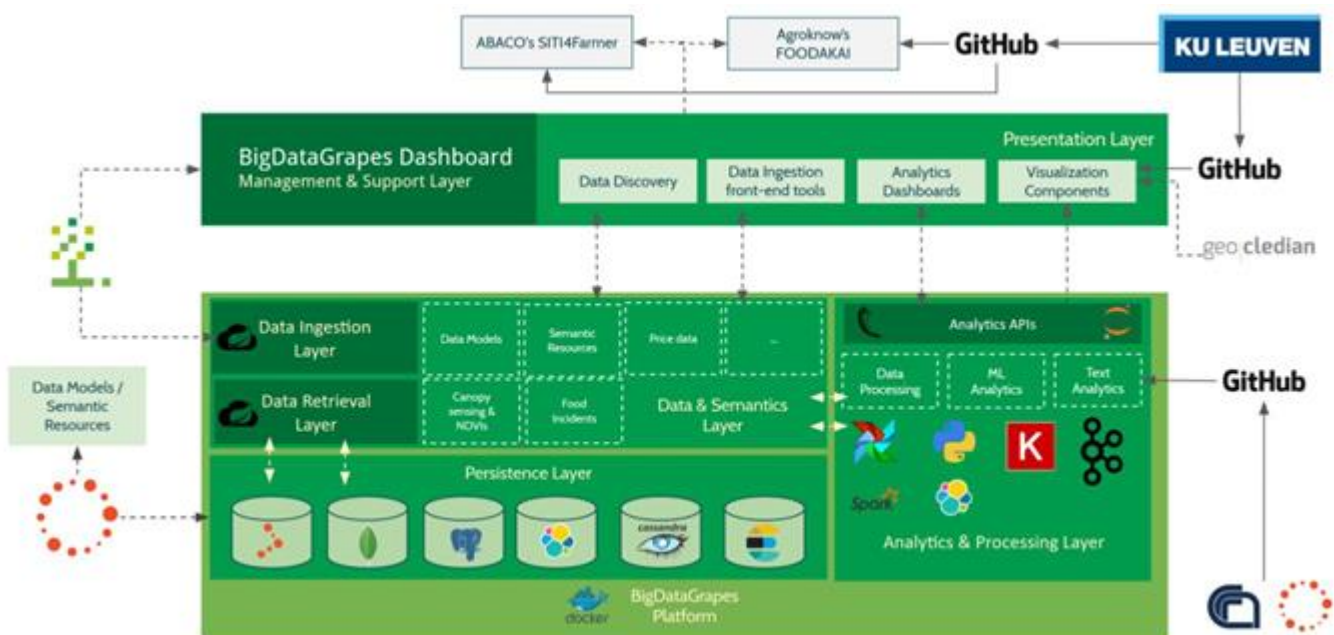 ABACO's SITI4Farmer
Agroknow's
FOODAKAI
GitHub
KU LEUVEN
BigDataGrapes Dashboard
Management & Support Layer
Presentation Layer
Data Discovery
Data Ingestion
front-end tools
Analytics
Dashboards
Visualization
Components
GitHub
geo cledian
Data Ingestion
Layer
Data Models
Semantic
Resources
Price data
...
Analytics APIs
Data Models /
Semantic
Resources
Data Retrieval
Layer
Canopy
sensing &
NDVIs
Food
Incidents
Data & Semantics
Layer
Data
Processing
ML
Analytics
Text
Analytics
GitHub
K
Spark
Persistence Layer
cassandra
Analytics & Processing Layer
docker
BigDataGrapes
Platform